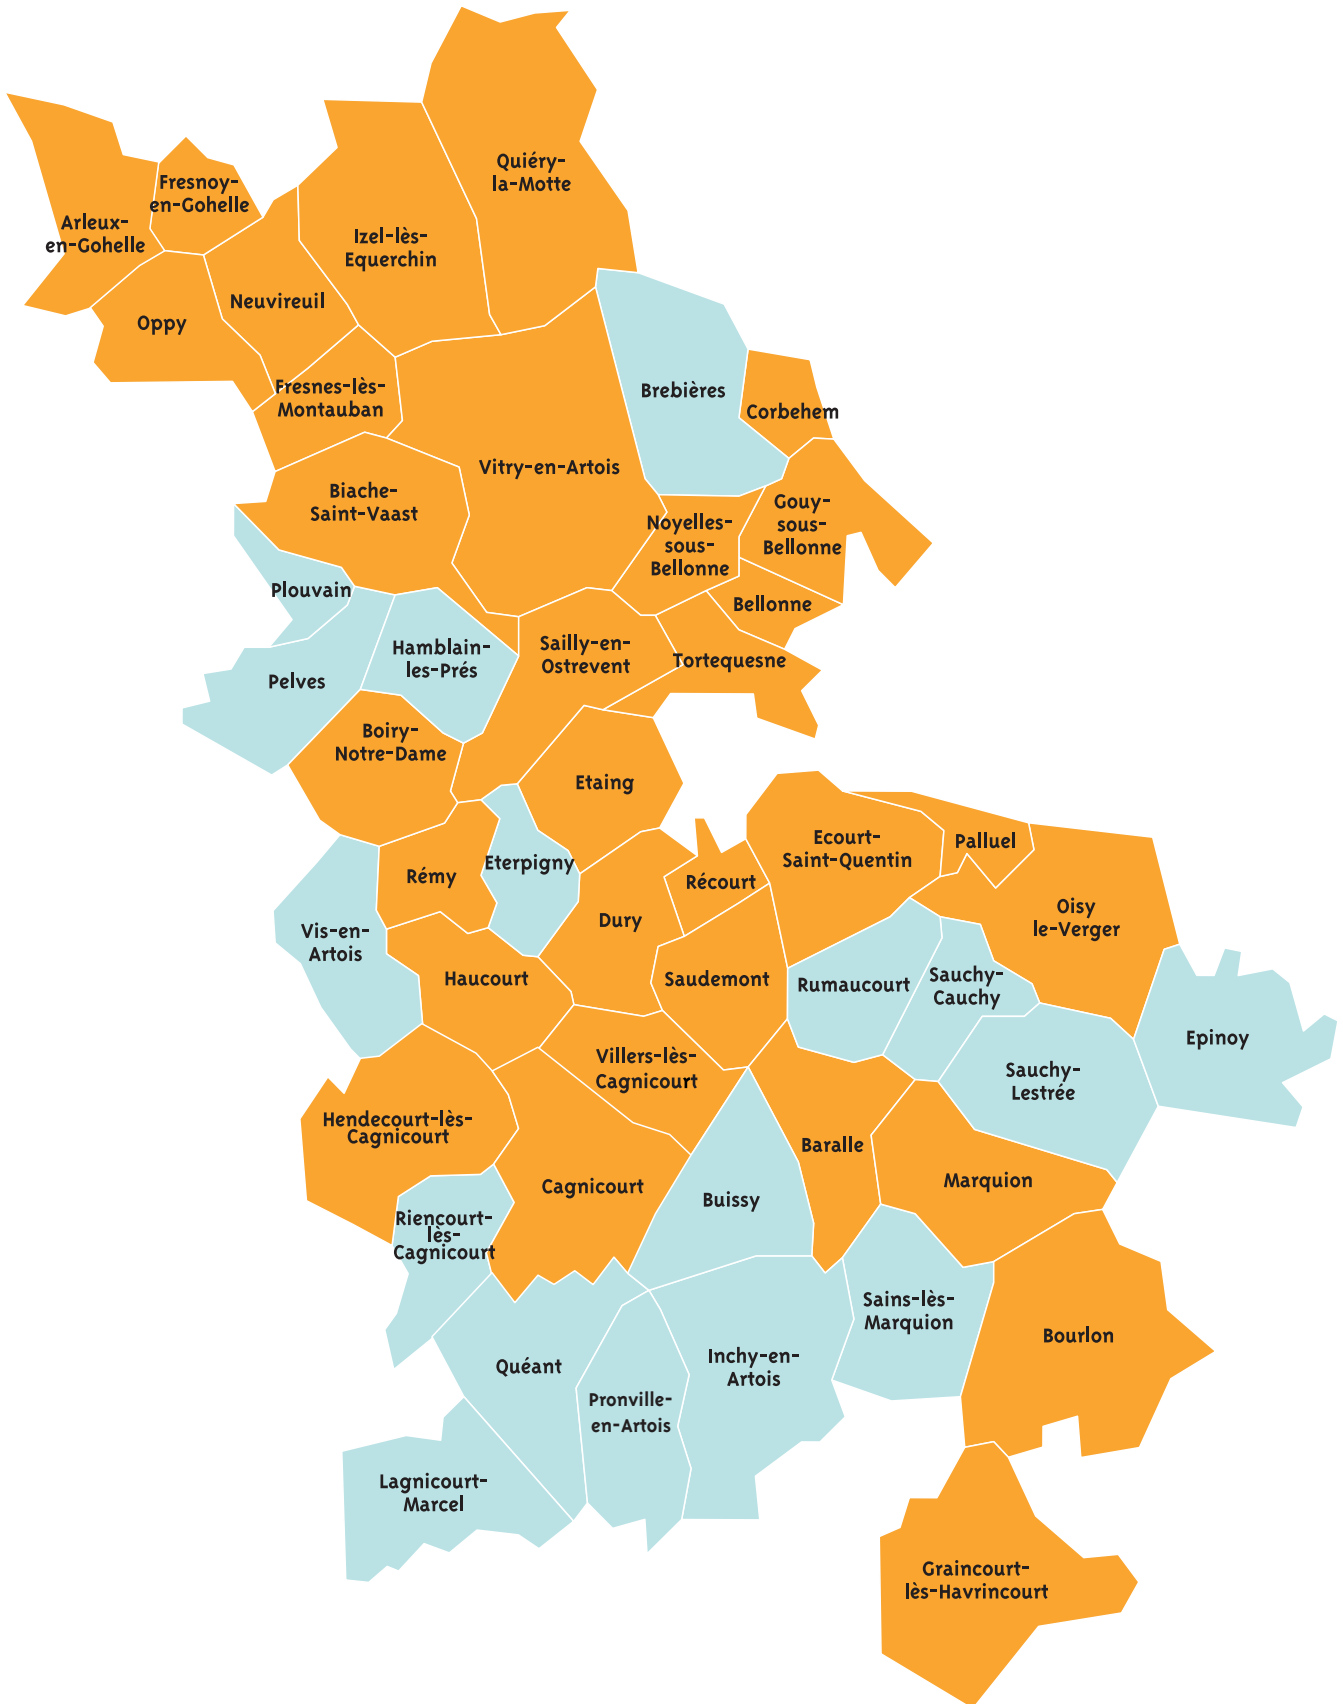 Quiéry-
la-Motte
Fresnoy-
en-Gohelle
Arleux-
en-Gohelle
Izel-lès-
Equerchin
Neuvireuil
Oppy
Fresnes-lès-
Montauban
Brebières
Corbehem
Vitry-en-Artois
Biache-
Saint-Vaast
Noyelles-
sous-
Bellonne
Gouy-
sous-
Bellonne
Plouvain
Bellonne
Hamblain-
les-Prés
Sailly-en-
Ostrevent
Tortequesne
Pelves
Boiry-
Notre-Dame
Etaing
Ecourt-
Saint-Quentin
Palluel
Eterpigny
Rémy
Récourt
Dury
Oisy
le-Verger
Vis-en-
Artois
Haucourt
Saudemont
Rumaucourt
Sauchy-
Cauchy
Epinoy
Villers-lès-
Cagnicourt
Sauchy-
Lestrée
Hendecourt-lès-
Cagnicourt
Baralle
Cagnicourt
Buissy
Marquion
Riencourt-
lès-
Cagnicourt
Sains-lès-
Marquion
Bourlon
Quéant
Inchy-en-
Artois
Pronville-
en-Artois
Lagnicourt-
Marcel
Graincourt-
lès-Havrincourt